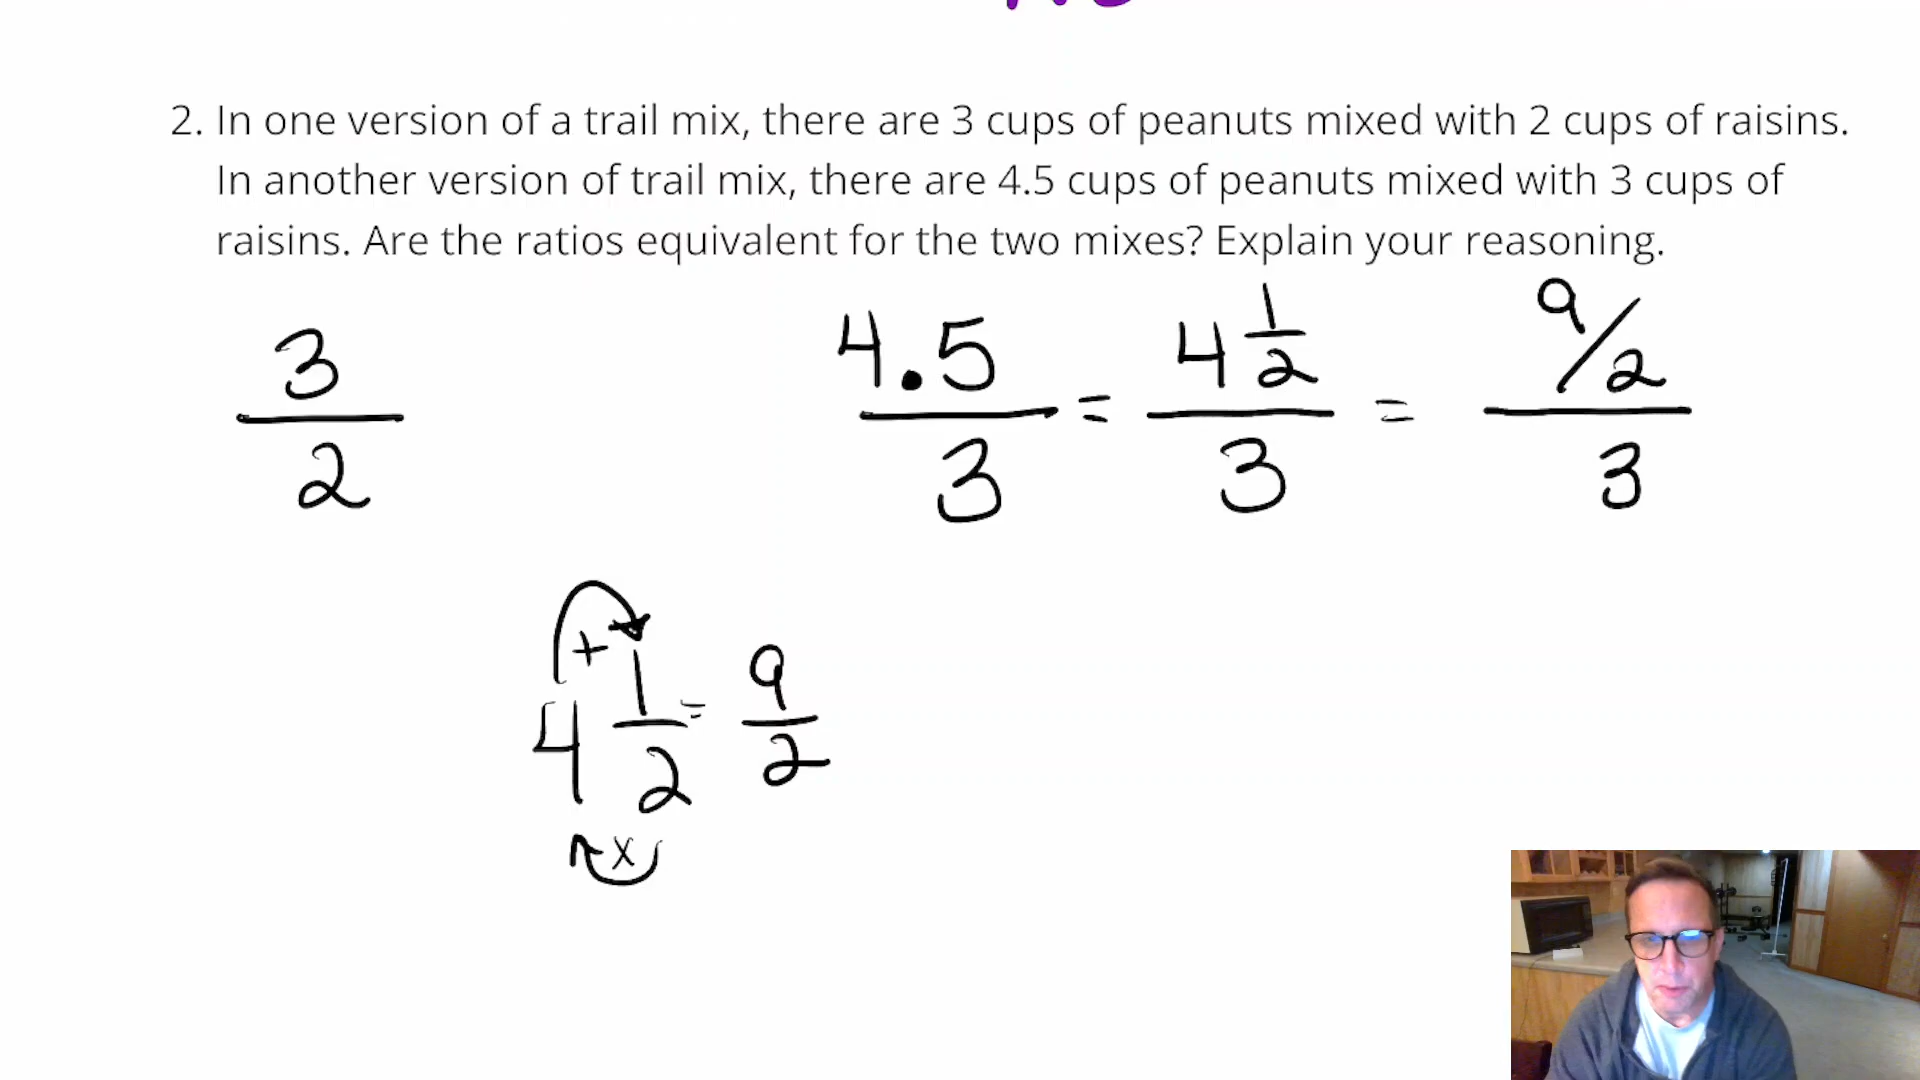 2. In one version of a trail mix, there are 3 cups of peanuts mixed with 2 cups of raisins.
In another version of trail mix, there are 4.5 cups of peanuts mixed with 3 cups of
raisins. Are the ratios equivalent for the two mixes? Explain your reasoning.
3/2
4.5/3 = 4 1/2/3 = 9/2/3
+
4 1/2 = 9/2
x